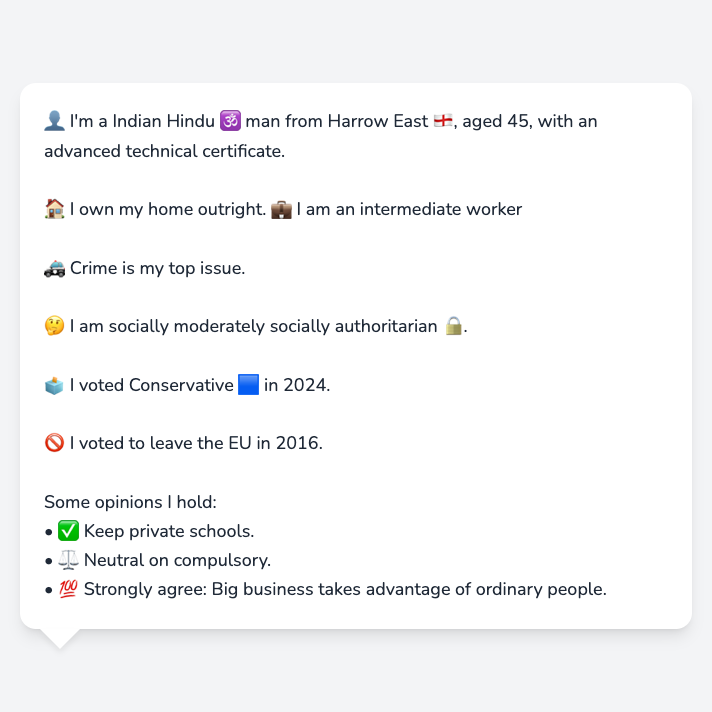 👤 I'm a Indian Hindu 🕉️ man from Harrow East 🏴󠁧󠁢󠁥󠁮󠁧󠁿, aged 45, with an
advanced technical certificate.
🏠 I own my home outright. 💼 I am an intermediate worker
🚓 Crime is my top issue.
🤔 I am socially moderately socially authoritarian 🔒.
🗳️ I voted Conservative 🟦 in 2024.
🚫 I voted to leave the EU in 2016.
Some opinions I hold:
• ✅ Keep private schools.
• ⚖️ Neutral on compulsory.
• 💯 Strongly agree: Big business takes advantage of ordinary people.